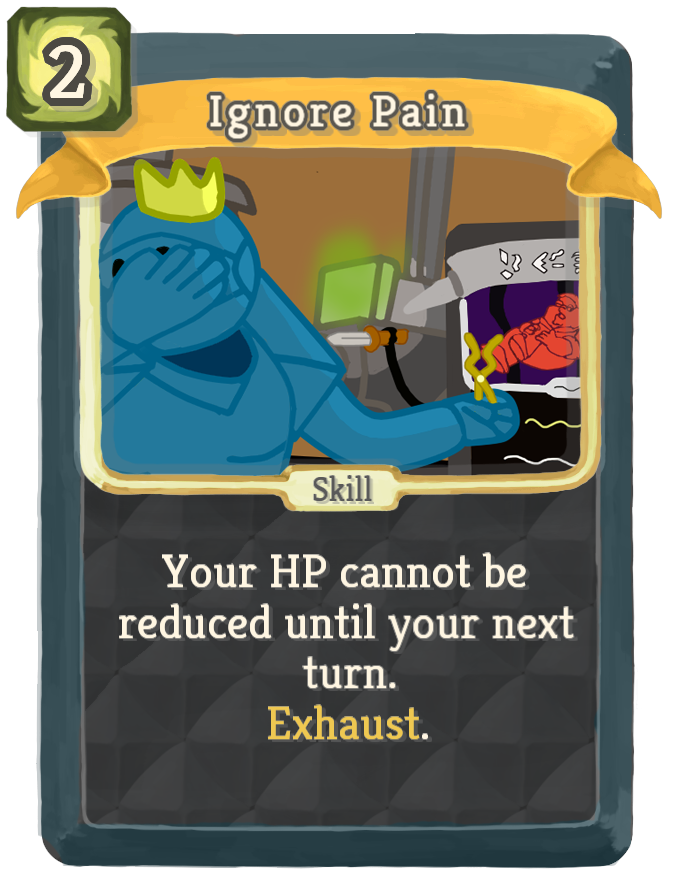 2
Ignore Pain
Skill
Your HP cannot be
reduced until your next
turn.
Exhaust.